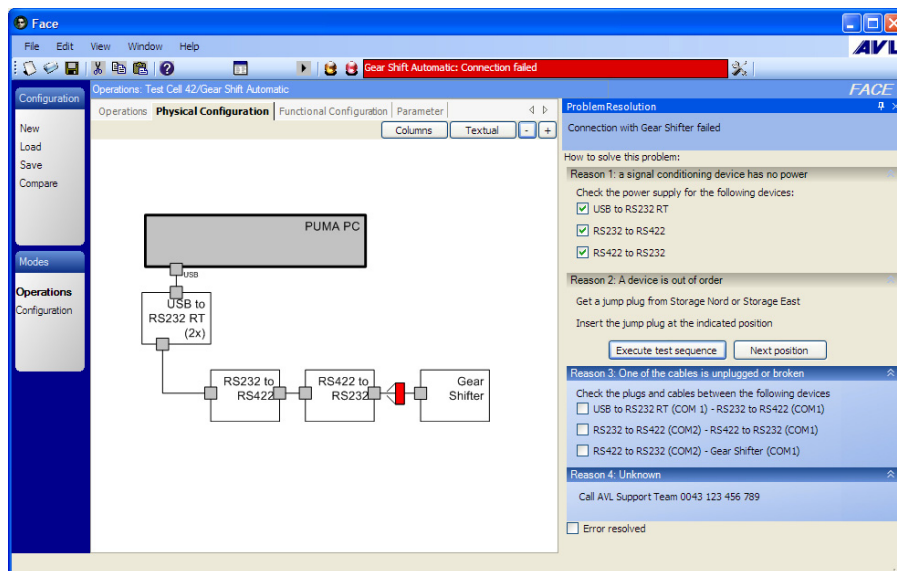 Face
File Edit View Window Help
AVL
Gear Shift Automatic: Connection failed
Configuration
New
Load
Save
Compare
Modes
Operations
Configuration
Operations: Test Cell 42/Gear Shift Automatic
FACE
Operations Physical Configuration Functional Configuration Parameter
Columns Textual - +
PUMA PC
USB
USB to
RS232 RT
(2x)
RS232 to
RS422
RS422 to
RS232
Gear
Shifter
ProblemResolution
Connection with Gear Shifter failed
How to solve this problem:
Reason 1: a signal conditioning device has no power
Check the power supply for the following devices:
USB to RS232 RT
RS232 to RS422
RS422 to RS232
Reason 2: A device is out of order
Get a jump plug from Storage Nord or Storage East
Insert the jump plug at the indicated position
Execute test sequence Next position
Reason 3: One of the cables is unplugged or broken
Check the plugs and cables between the following devices
USB to RS232 RT (COM 1) - RS232 to RS422 (COM1)
RS232 to RS422 (COM2) - RS422 to RS232 (COM1)
RS422 to RS232 (COM2) - Gear Shifter (COM1)
Reason 4: Unknown
Call AVL Support Team 0043 123 456 789
Error resolved